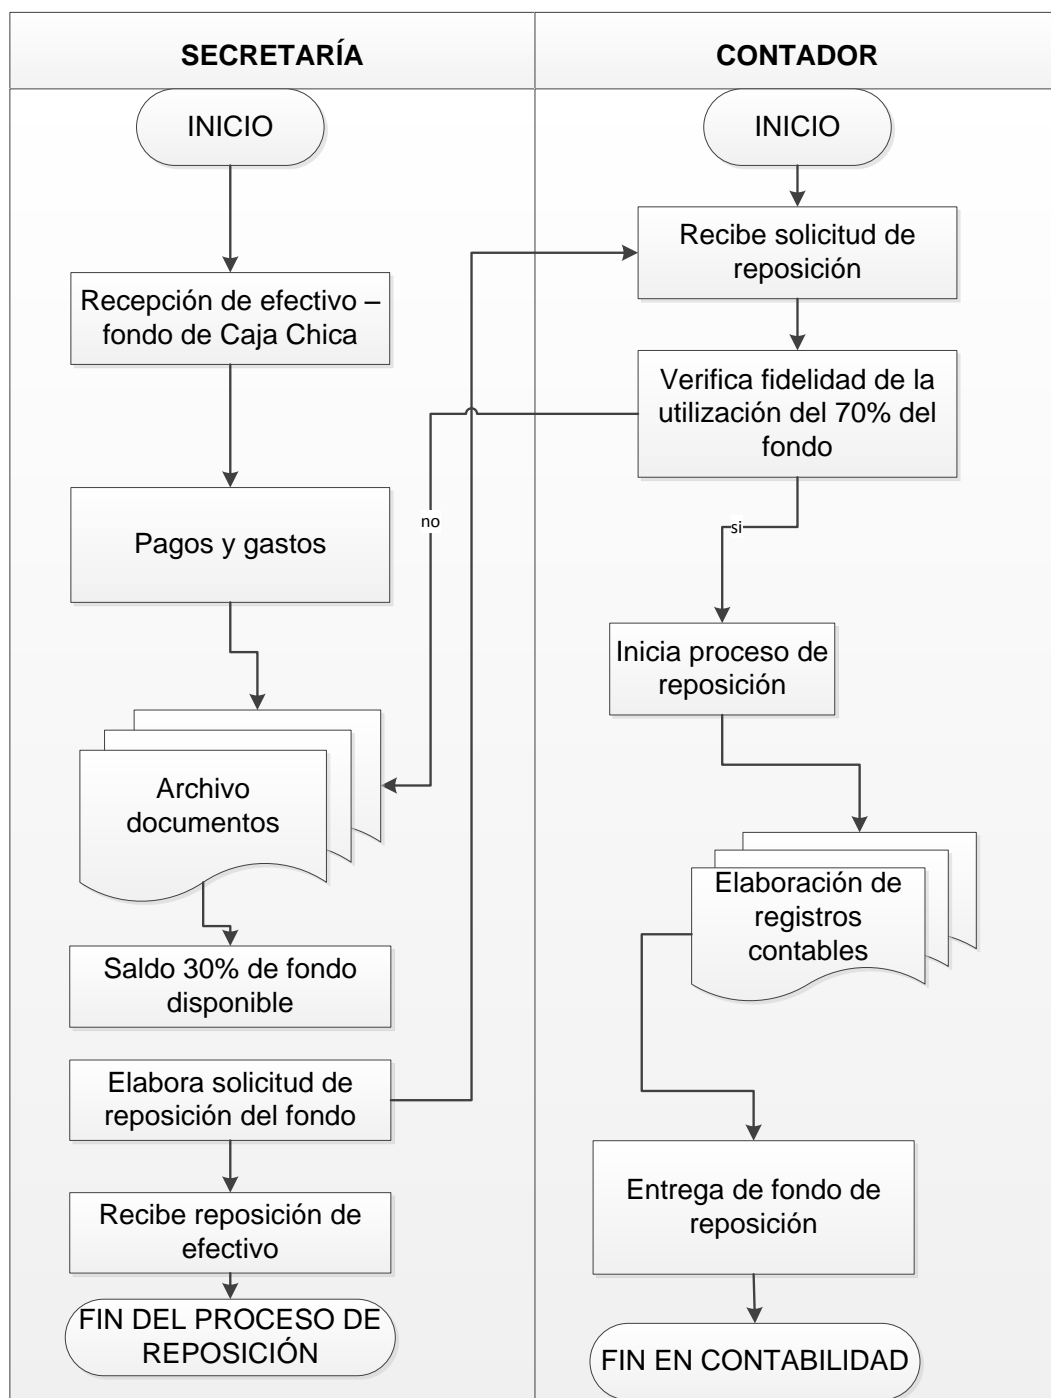 SECRETARÍA
CONTADOR
INICIO
Recepción de efectivo –
fondo de Caja Chica
Pagos y gastos
Archivo
documentos
Saldo 30% de fondo
disponible
Elabora solicitud de
reposición del fondo
Recibe reposición de
efectivo
FIN DEL PROCESO DE
REPOSICIÓN
INICIO
Recibe solicitud de
reposición
Verifica fidelidad de la
utilización del 70% del
fondo
no
si
Inicia proceso de
reposición
Elaboración de
registros
contables
Entrega de fondo de
reposición
FIN EN CONTABILIDAD